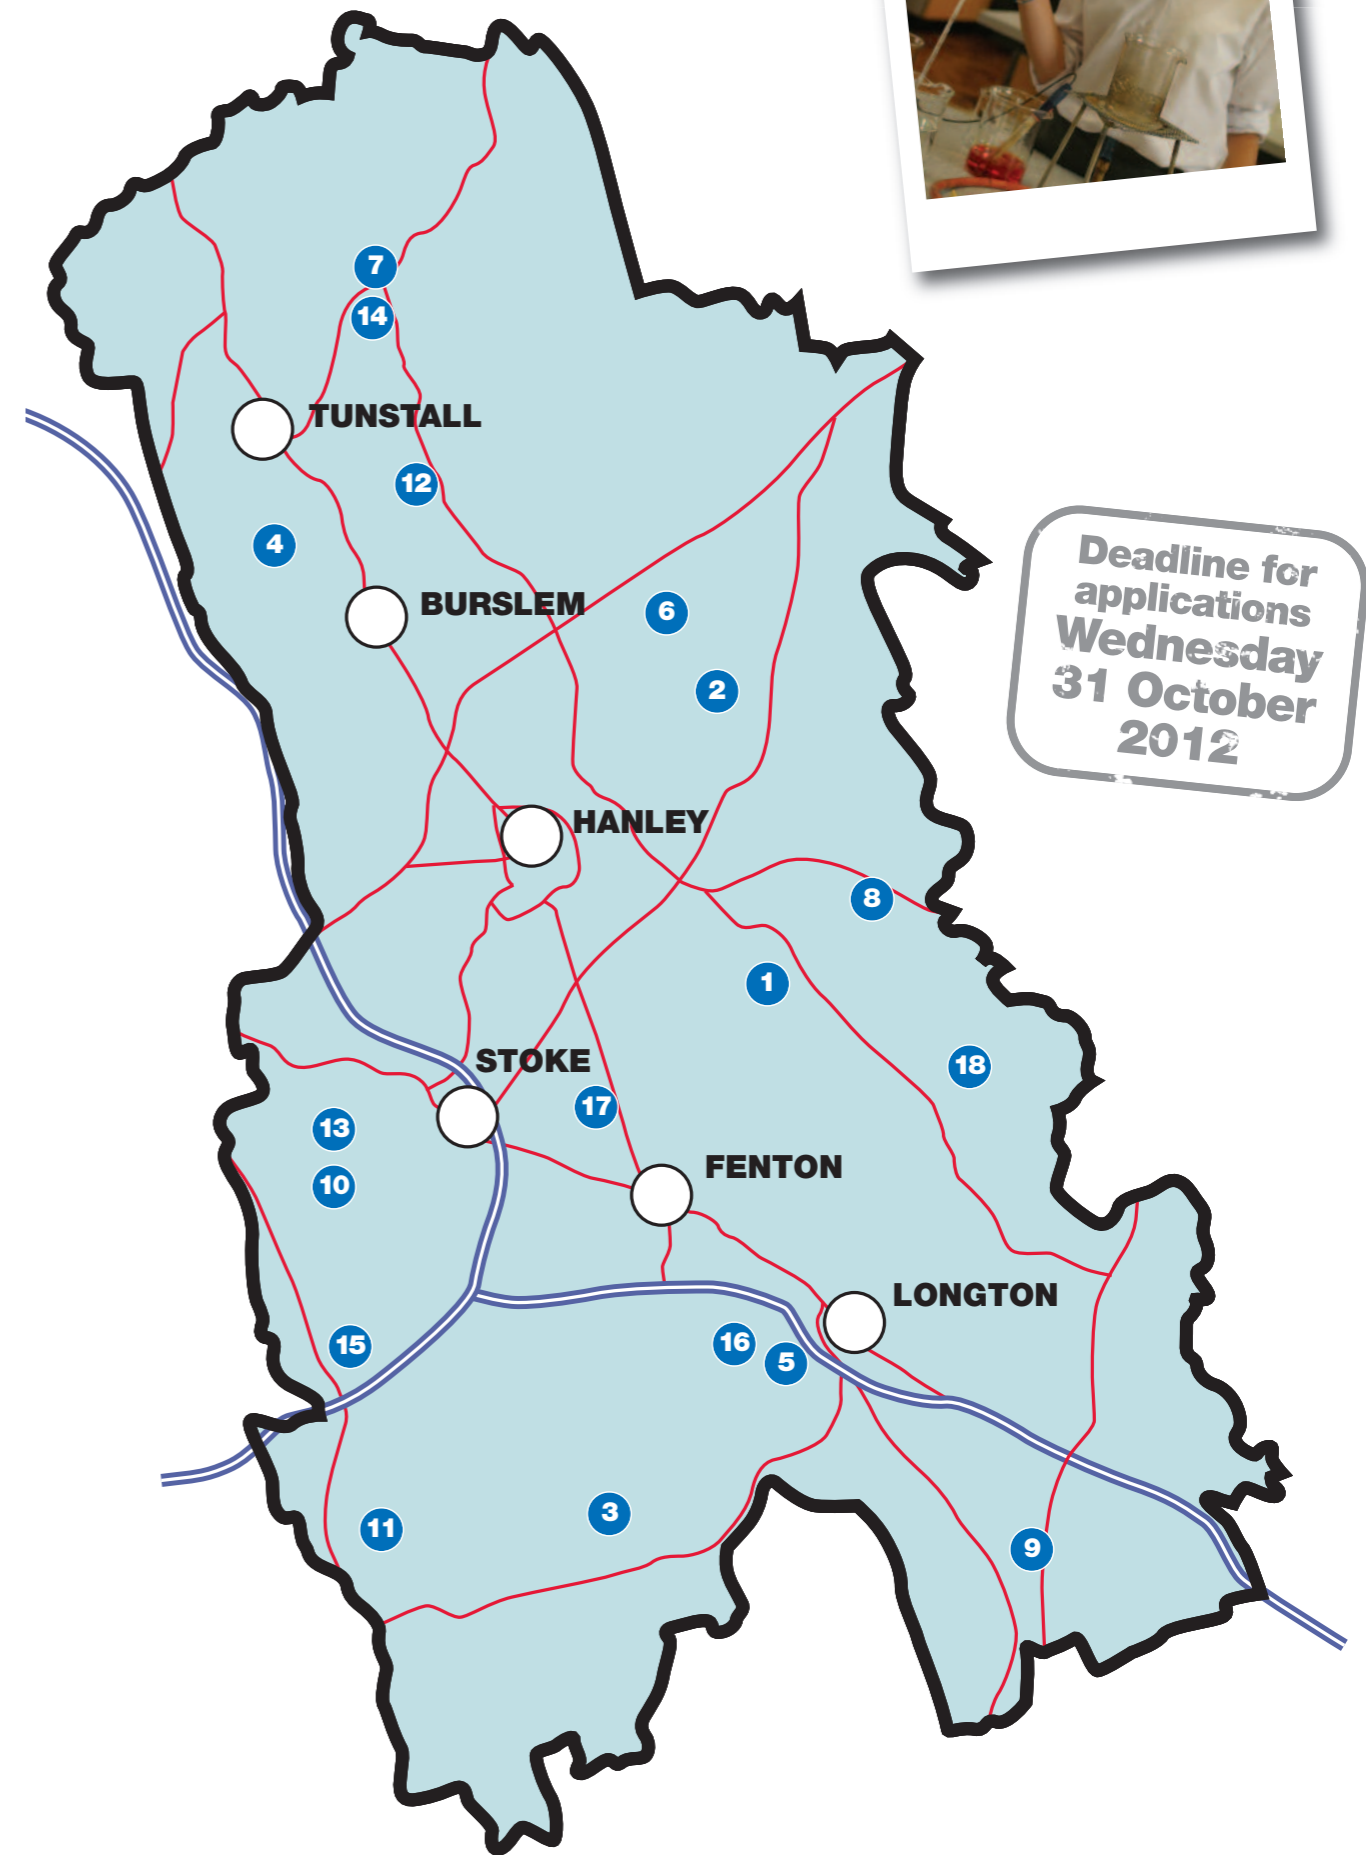 7
14
TUNSTALL
12
4
Deadline for
applications
Wednesday
31 October
2012
BURSLEM
6
2
HANLEY
8
1
STOKE
18
17
13
FENTON
10
LONGTON
16
15
5
3
11
9